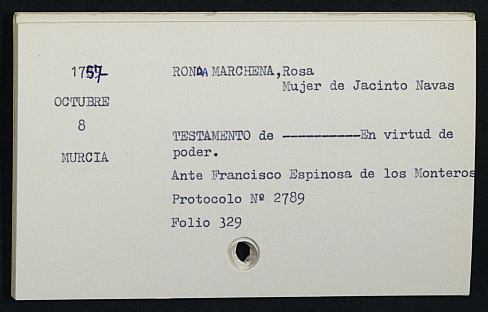 1757
RONDA MARCHENA, Rosa
Mujer de Jacinto Navas
OCTUBRE
8
MURCIA
TESTAMENTO de ----------En virtud de
poder.
Ante Francisco Espinosa de los Monteros
Protocolo Nº 2789
Folio 329